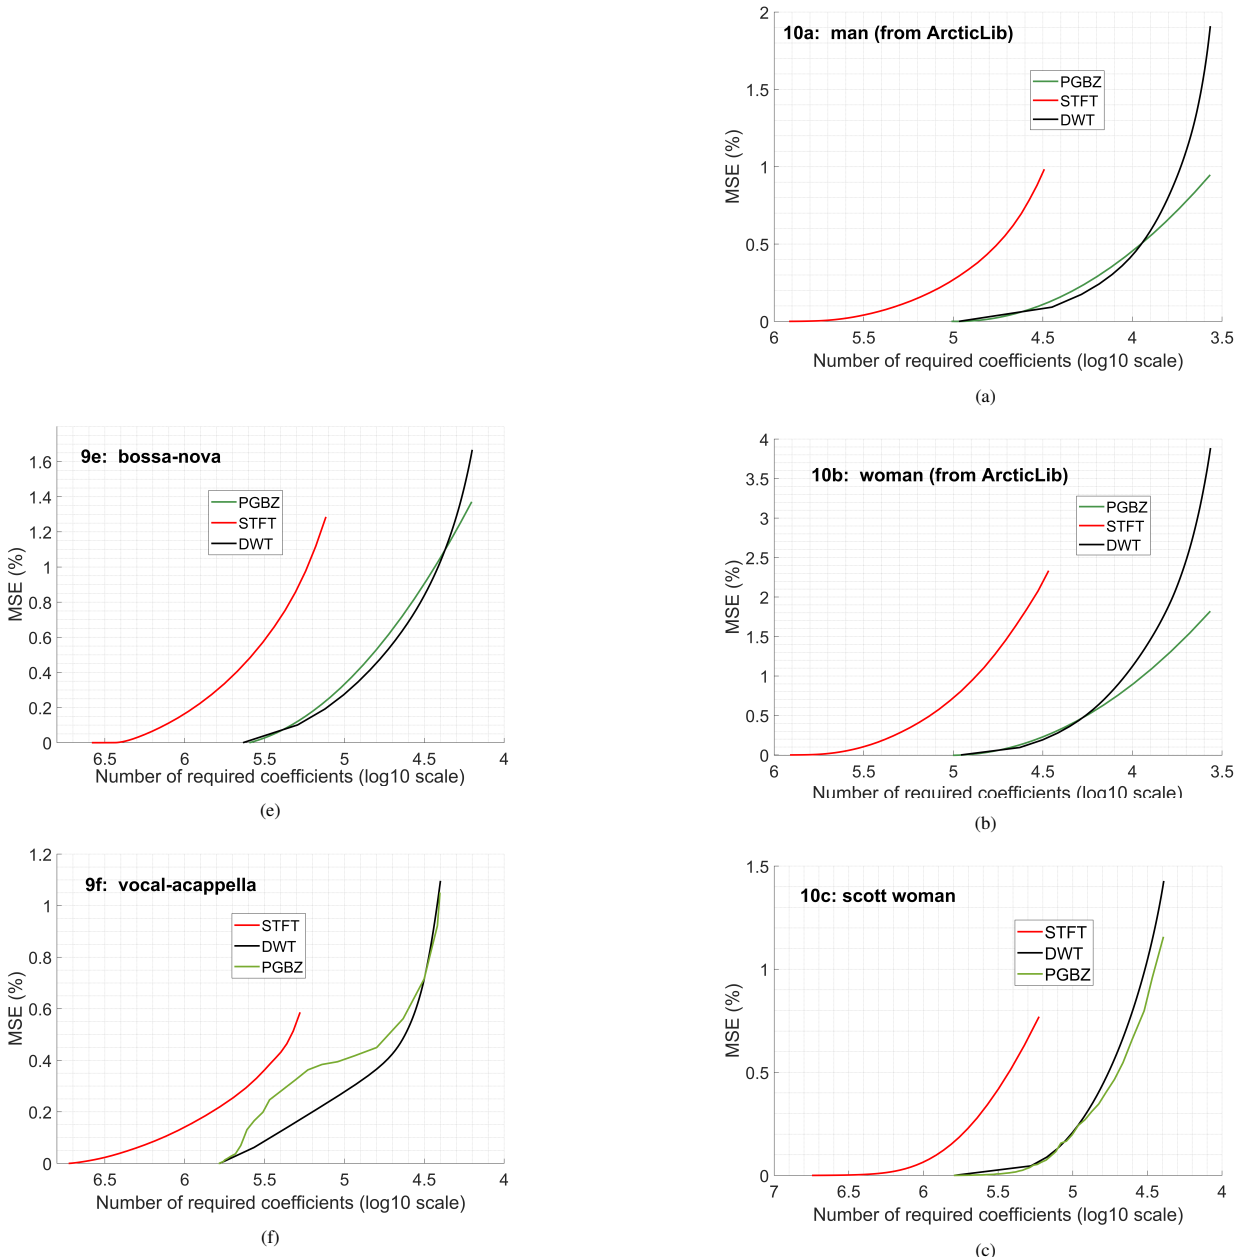 10a:  man (from ArcticLib)
PGBZ
STFT
DWT
MSE (%)
2
1.5
1
0.5
0
6
5.5
5
4.5
4
3.5
Number of required coefficients (log10 scale)
(a)
9e:  bossa-nova
PGBZ
STFT
DWT
MSE (%)
1.6
1.4
1.2
1
0.8
0.6
0.4
0.2
0
6.5
6
5.5
5
4.5
4
Number of required coefficients (log10 scale)
(e)
10b:  woman (from ArcticLib)
PGBZ
STFT
DWT
MSE (%)
4
3.5
3
2.5
2
1.5
1
0.5
0
6
5.5
5
4.5
4
3.5
Number of required coefficients (log10 scale)
(b)
9f:  vocal-acappella
STFT
DWT
PGBZ
MSE (%)
1.2
1
0.8
0.6
0.4
0.2
0
6.5
6
5.5
5
4.5
4
Number of required coefficients (log10 scale)
(f)
10c: scott woman
STFT
DWT
PGBZ
MSE (%)
1.5
1
0.5
0
7
6.5
6
5.5
5
4.5
4
Number of required coefficients (log10 scale)
(c)